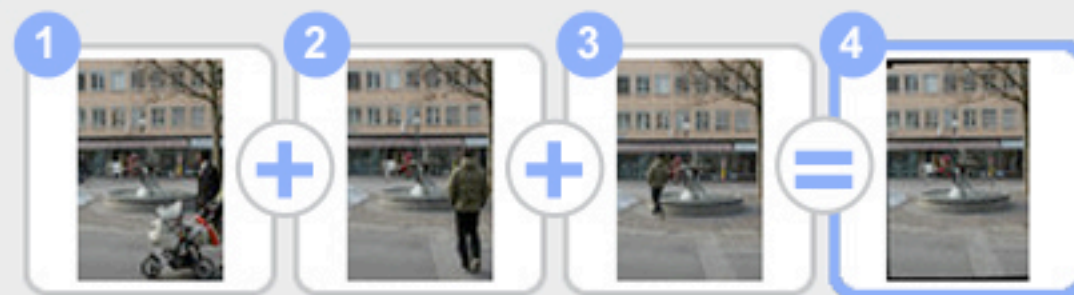 1 2 3 4
+ + =